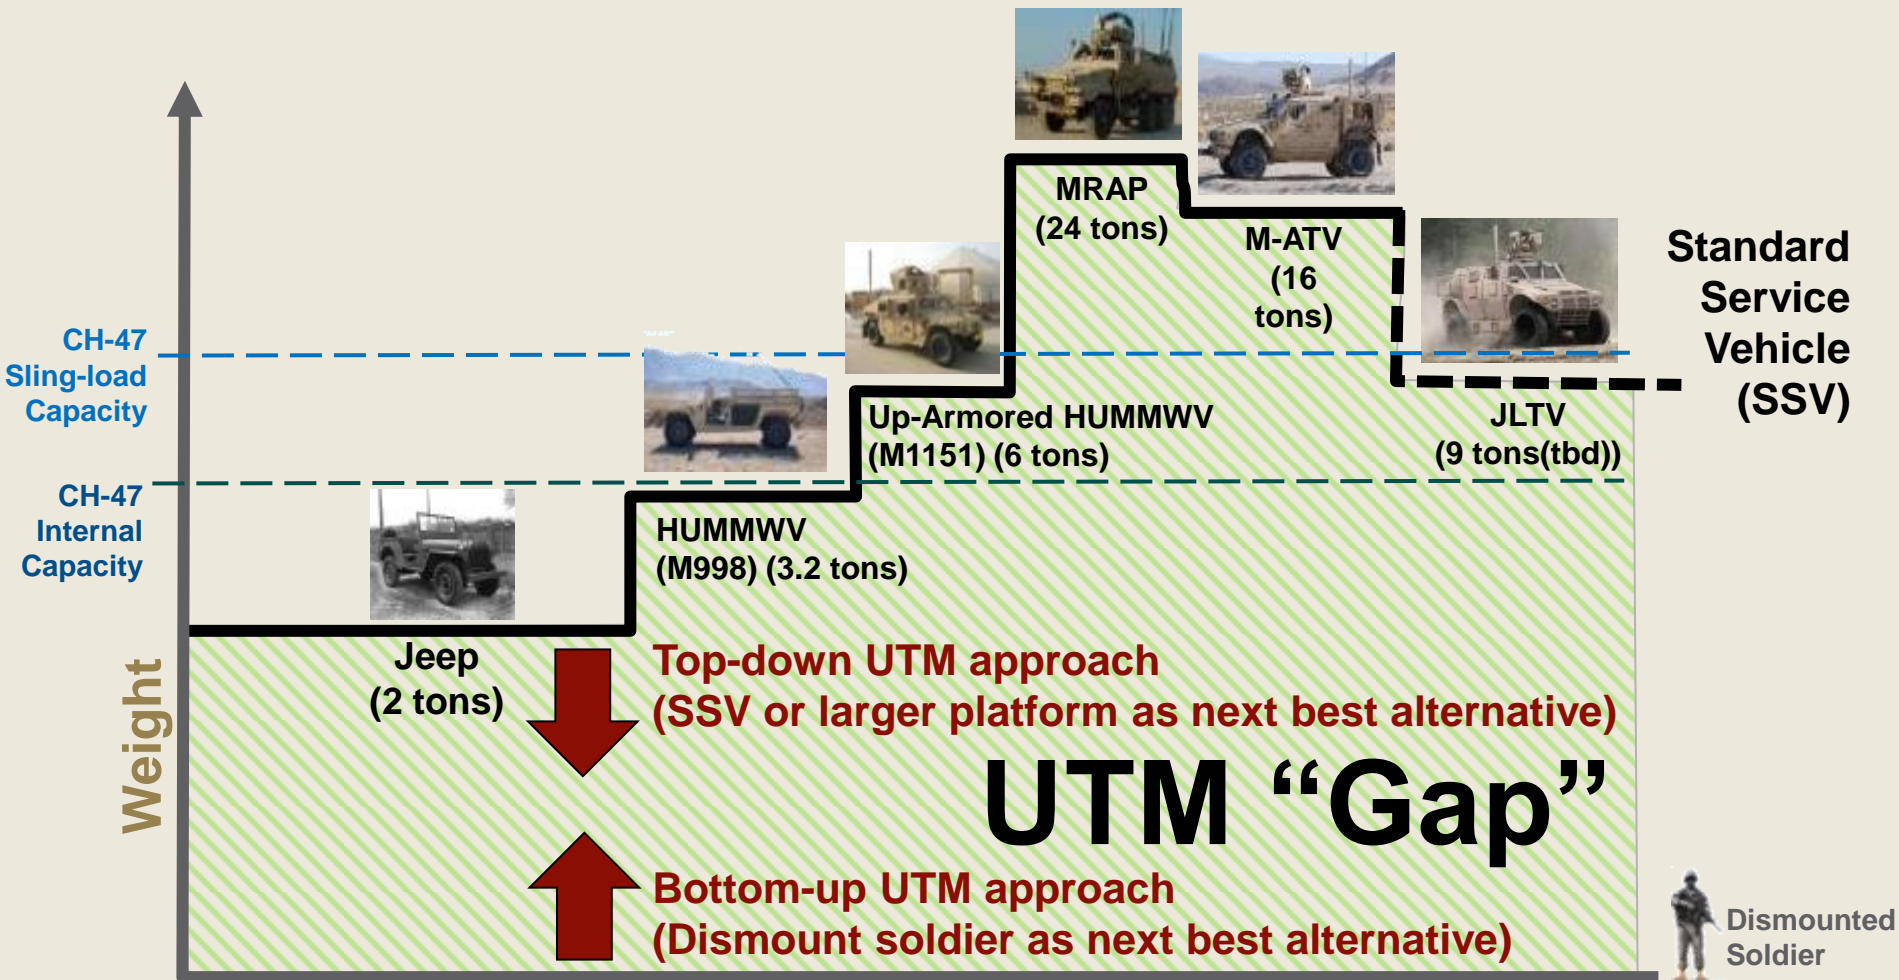 MRAP
(24 tons)
M-ATV
(16
tons)
Standard
Service
Vehicle
(SSV)
CH-47
Sling-load
Capacity
Up-Armored HUMMWV
(M1151) (6 tons)
JLTV
(9 tons(tbd))
CH-47
Internal
Capacity
HUMMWV
(M998) (3.2 tons)
Jeep
(2 tons)
Weight
Top-down UTM approach
(SSV or larger platform as next best alternative)
UTM “Gap”
Bottom-up UTM approach
(Dismount soldier as next best alternative)
Dismounted
Soldier